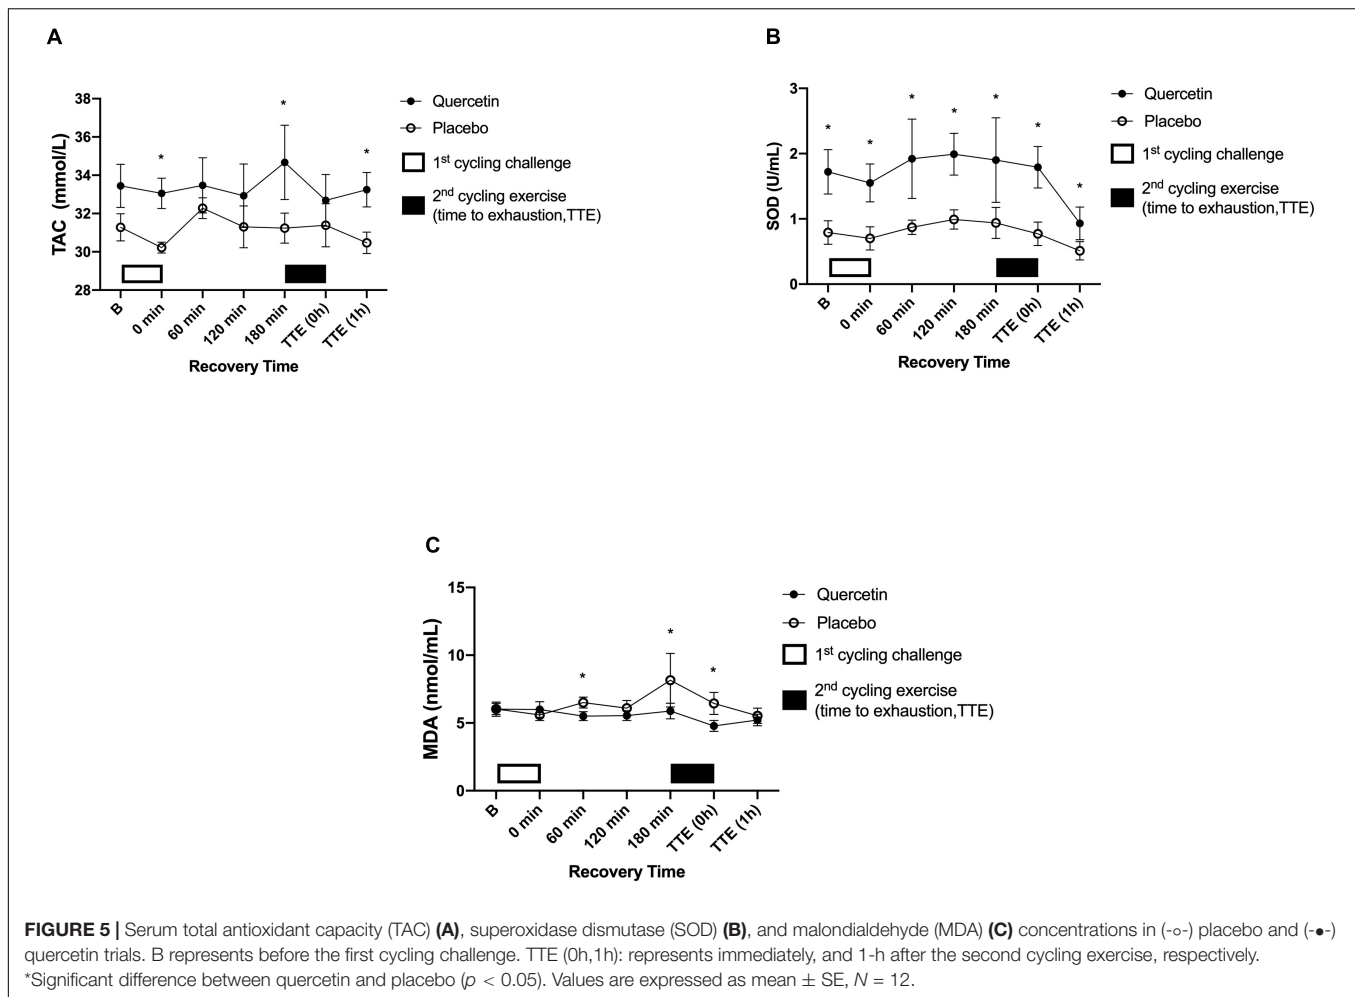 A
TAC (mmol/L)
38
36
34
32
30
28
*
*
*
B
0 min
60 min
120 min
180 min
TTE (0h)
TTE (1h)
Recovery Time
Quercetin
Placebo
1st cycling challenge
2nd cycling exercise
(time to exhaustion,TTE)
B
SOD (U/mL)
3
2
1
0
*
*
*
*
*
*
*
B
0 min
60 min
120 min
180 min
TTE (0h)
TTE (1h)
Recovery Time
Quercetin
Placebo
1st cycling challenge
2nd cycling exercise
(time to exhaustion,TTE)
C
MDA (nmol/mL)
15
10
5
0
*
*
*
B
0 min
60 min
120 min
180 min
TTE (0h)
TTE (1h)
Recovery Time
Quercetin
Placebo
1st cycling challenge
2nd cycling exercise
(time to exhaustion,TTE)
FIGURE 5 | Serum total antioxidant capacity (TAC) (A), superoxidase dismutase (SOD) (B), and malondialdehyde (MDA) (C) concentrations in (-○-) placebo and (-●-)
quercetin trials. B represents before the first cycling challenge. TTE (0h,1h): represents immediately, and 1-h after the second cycling exercise, respectively.
*Significant difference between quercetin and placebo (p < 0.05). Values are expressed as mean ± SE, N = 12.